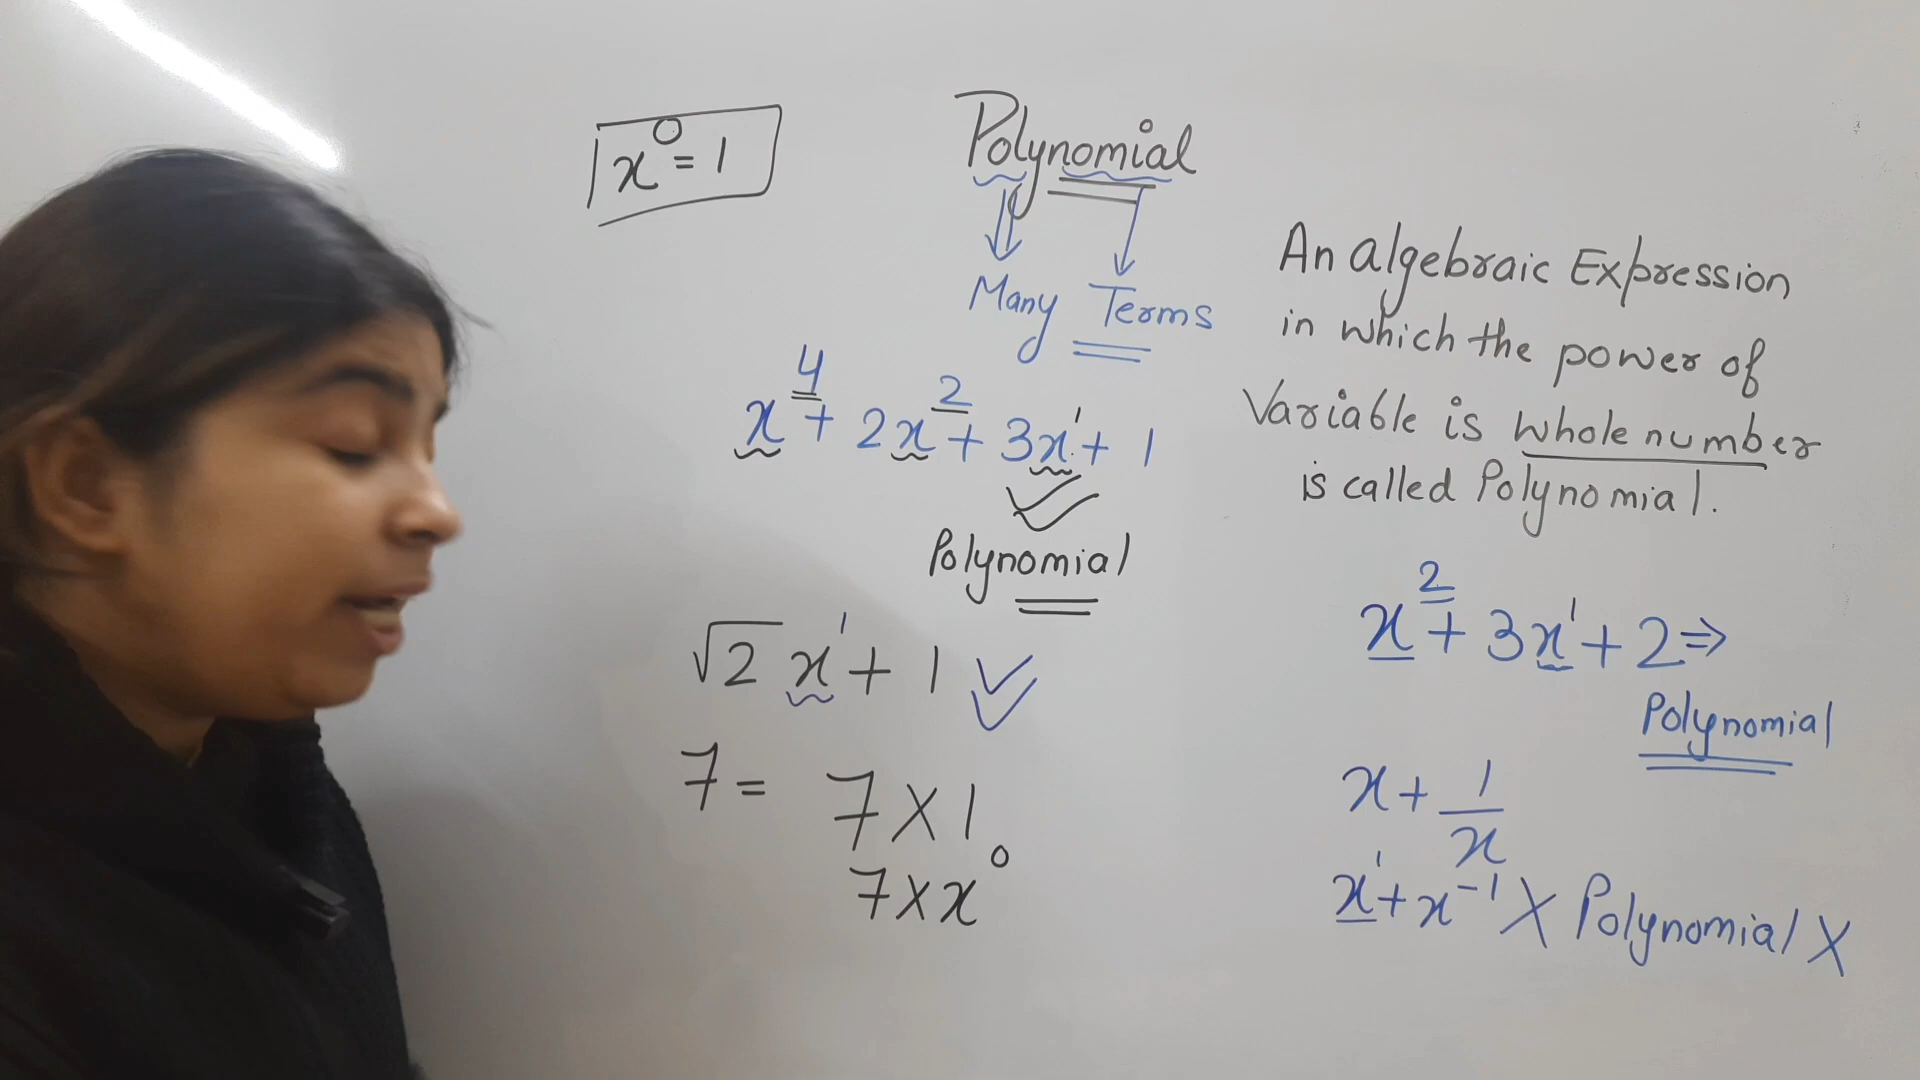 x⁰ = 1
Polynomial
Many Terms
x⁴ + 2x² + 3x¹ + 1
Polynomial
√2 x¹ + 1
7 = 7 × 1
7 × x⁰
An algebraic Expression
in which the power of
Variable is whole number
is called Polynomial.
x² + 3x¹ + 2 ⇒
Polynomial
x + 1/x
x¹ + x⁻¹ X Polynomial X